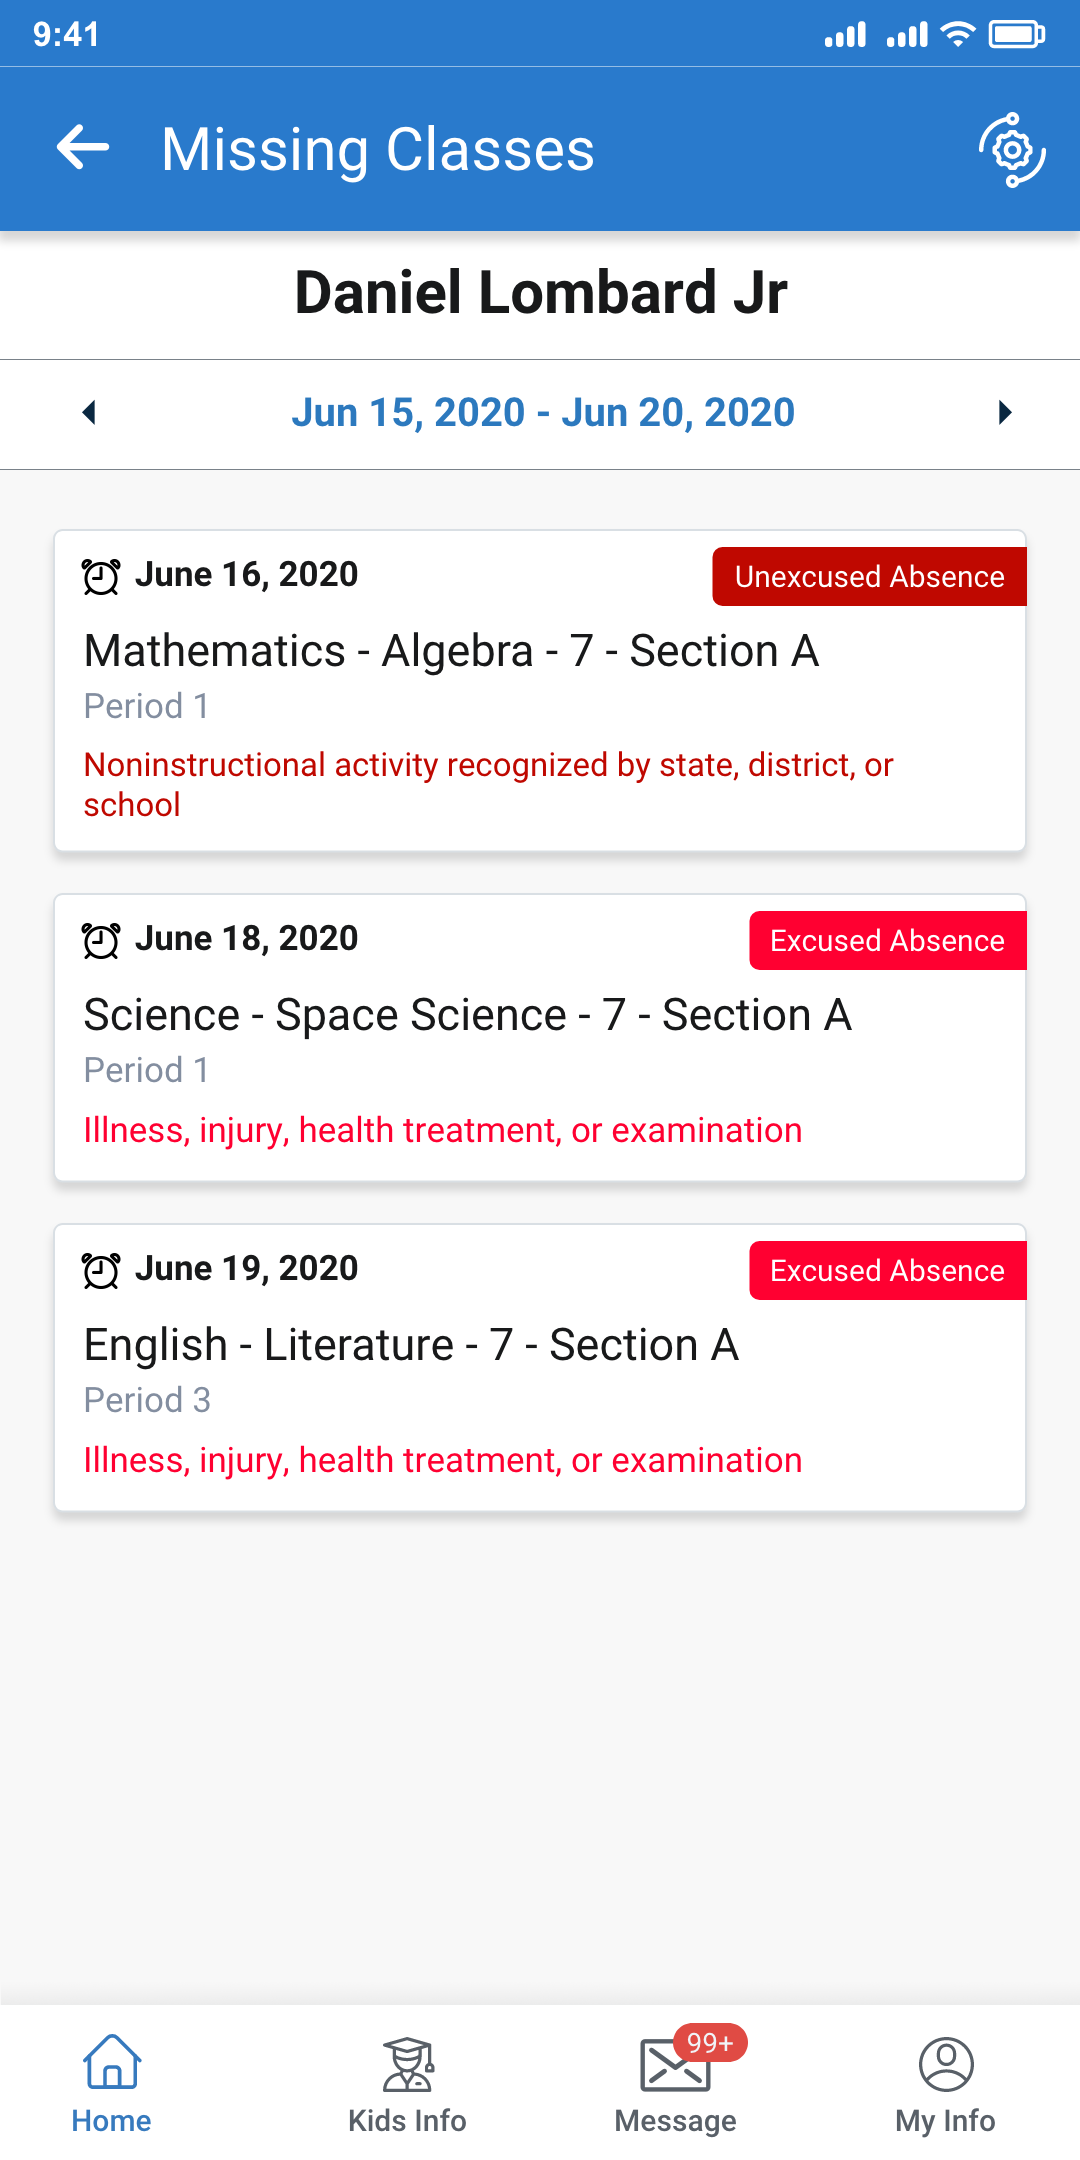 9:41
Missing Classes
Daniel Lombard Jr
Jun 15, 2020 - Jun 20, 2020
June 16, 2020
Unexcused Absence
Mathematics - Algebra - 7 - Section A
Period 1
Noninstructional activity recognized by state, district, or
school
June 18, 2020
Excused Absence
Science - Space Science - 7 - Section A
Period 1
Illness, injury, health treatment, or examination
June 19, 2020
Excused Absence
English - Literature - 7 - Section A
Period 3
Illness, injury, health treatment, or examination
99+
Home
Kids Info
Message
My Info